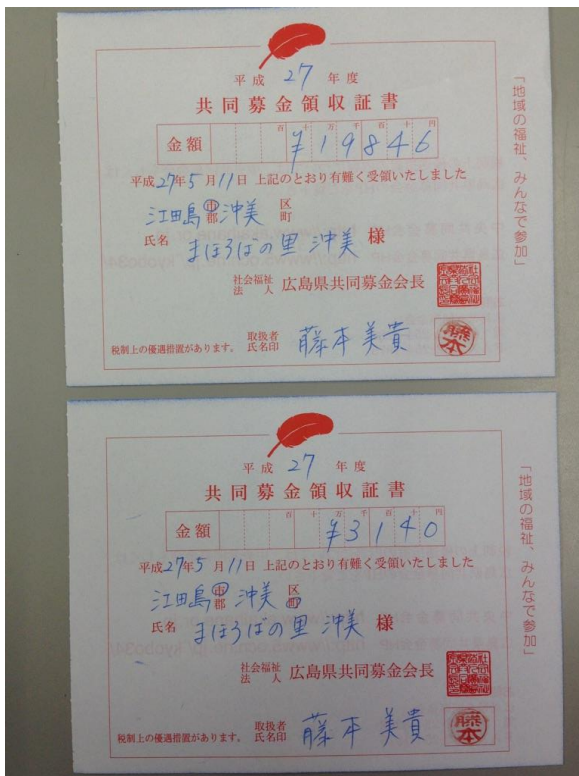 平成 27 年度
共同募金領収証書
金額 百 十 万 千 百 十 円
¥19846
平成27年5月11日 上記のとおり有難く受領いたしました
江田島 市郡 沖美 区町
氏名 まほろばの里 沖美 様
社会福祉法人 広島県共同募金会長
税制上の優遇措置があります。 取扱者氏名印 藤本美貴 藤本
「地域の福祉、みんなで参加」
平成 27 年度
共同募金領収証書
金額 百 十 万 千 百 十 円
¥3140
平成27年5月11日 上記のとおり有難く受領いたしました
江田島 市郡 沖美 区町
氏名 まほろばの里 沖美 様
社会福祉法人 広島県共同募金会長
税制上の優遇措置があります。 取扱者氏名印 藤本美貴 藤本
「地域の福祉、みんなで参加」